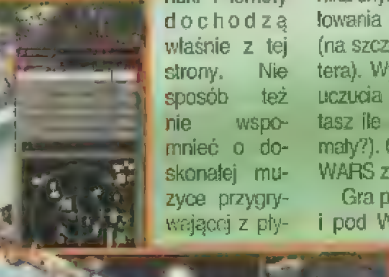 dochodzą
właśnie z tej
strony. Nie
sposób też
nie wspo-
mnieć o do-
skonałej mu-
zyce przygry-
wającej z pły-
łowania
(na szcz
tera). W
uczucia
tasz ile
mały?). 
WARS z
Gra p
i pod W